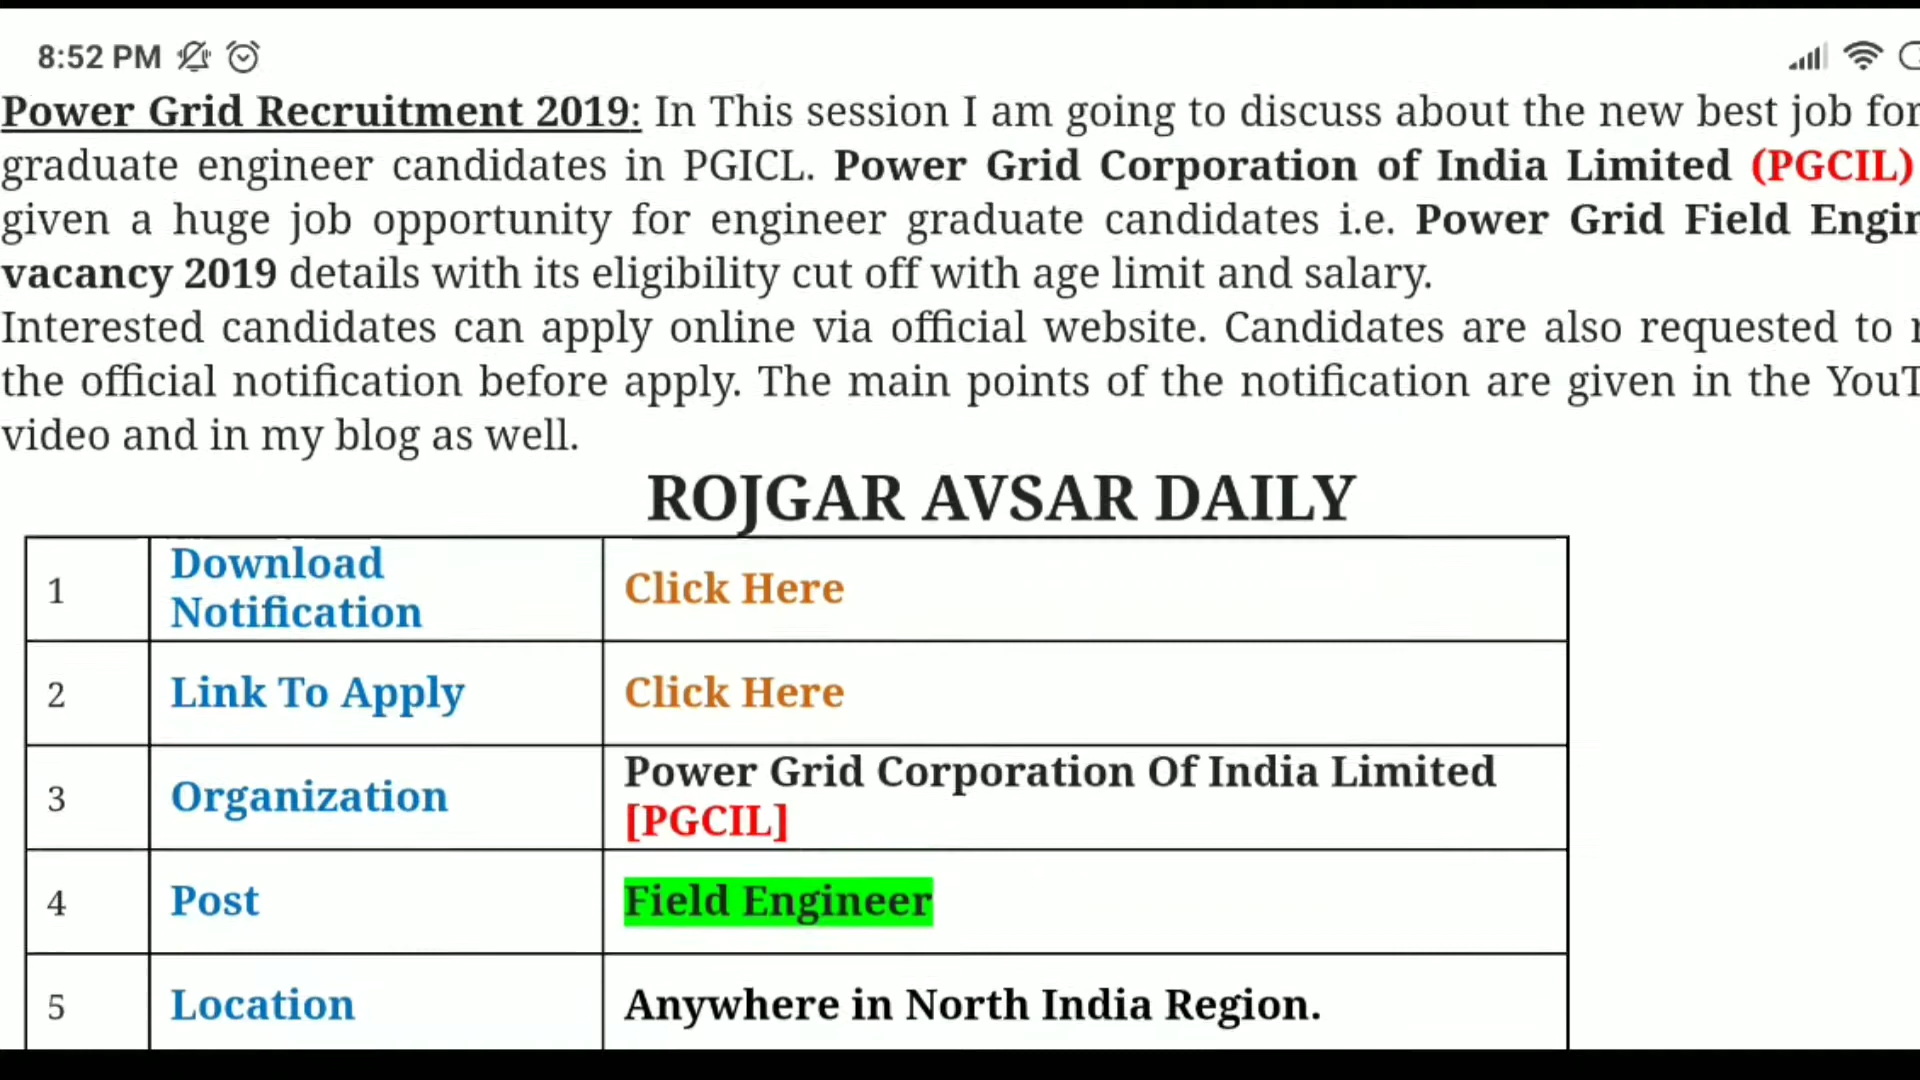 8:52 PM
Power Grid Recruitment 2019: In This session I am going to discuss about the new best job for
graduate engineer candidates in PGICL. Power Grid Corporation of India Limited (PGCIL)
given a huge job opportunity for engineer graduate candidates i.e. Power Grid Field
vacancy 2019 details with its eligibility cut off with age limit and salary.
Interested candidates can apply online via official website. Candidates are also requested to
the official notification before apply. The main points of the notification are given in the
video and in my blog as well.
ROJGAR AVSAR DAILY
1 Download Notification Click Here
2 Link To Apply Click Here
3 Organization Power Grid Corporation Of India Limited
[PGCIL]
4 Post Field Engineer
5 Location Anywhere in North India Region.